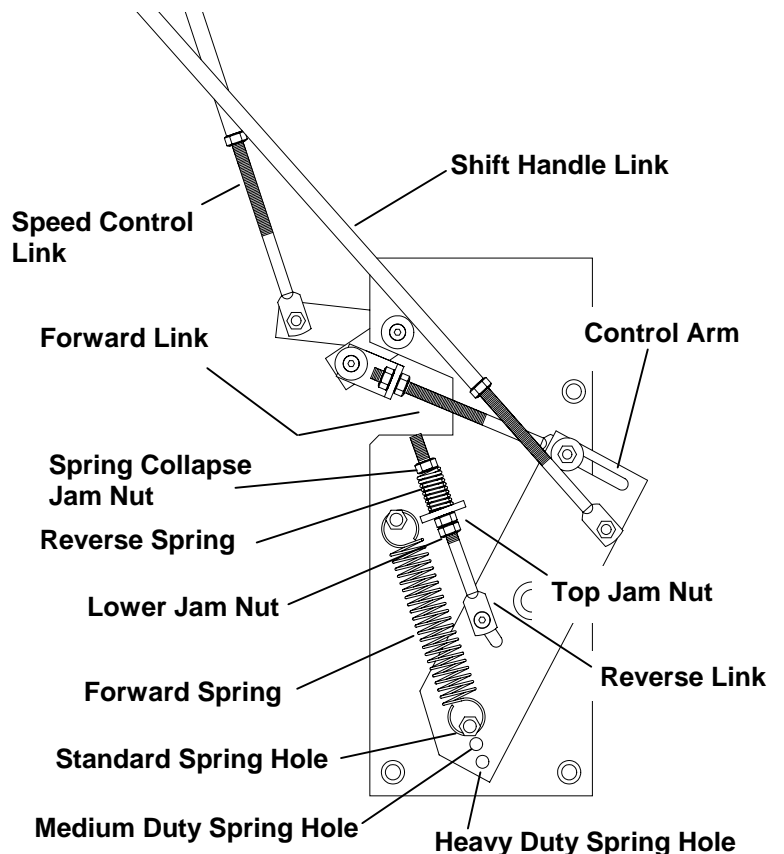 Shift Handle Link
Speed Control
Link
Forward Link
Control Arm
Spring Collapse
Jam Nut
Reverse Spring
Lower Jam Nut
Top Jam Nut
Reverse Link
Forward Spring
Standard Spring Hole
Medium Duty Spring Hole
Heavy Duty Spring Hole